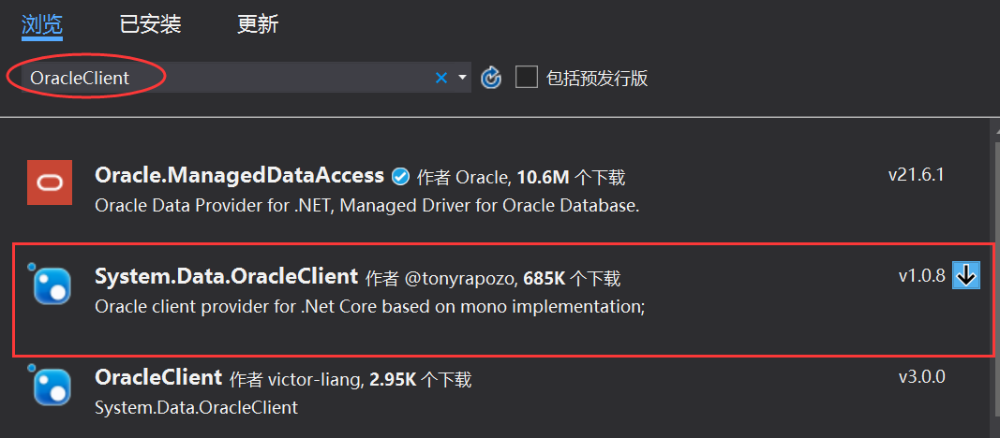 浏览 已安装 更新
OracleClient 包括预发行版
Oracle.ManagedDataAccess 作者 Oracle, 10.6M 个下载 v21.6.1
Oracle Data Provider for .NET, Managed Driver for Oracle Database.
System.Data.OracleClient 作者 @tonyrapozo, 685K 个下载 v1.0.8
Oracle client provider for .Net Core based on mono implementation;
OracleClient 作者 victor-liang, 2.95K 个下载 v3.0.0
System.Data.OracleClient